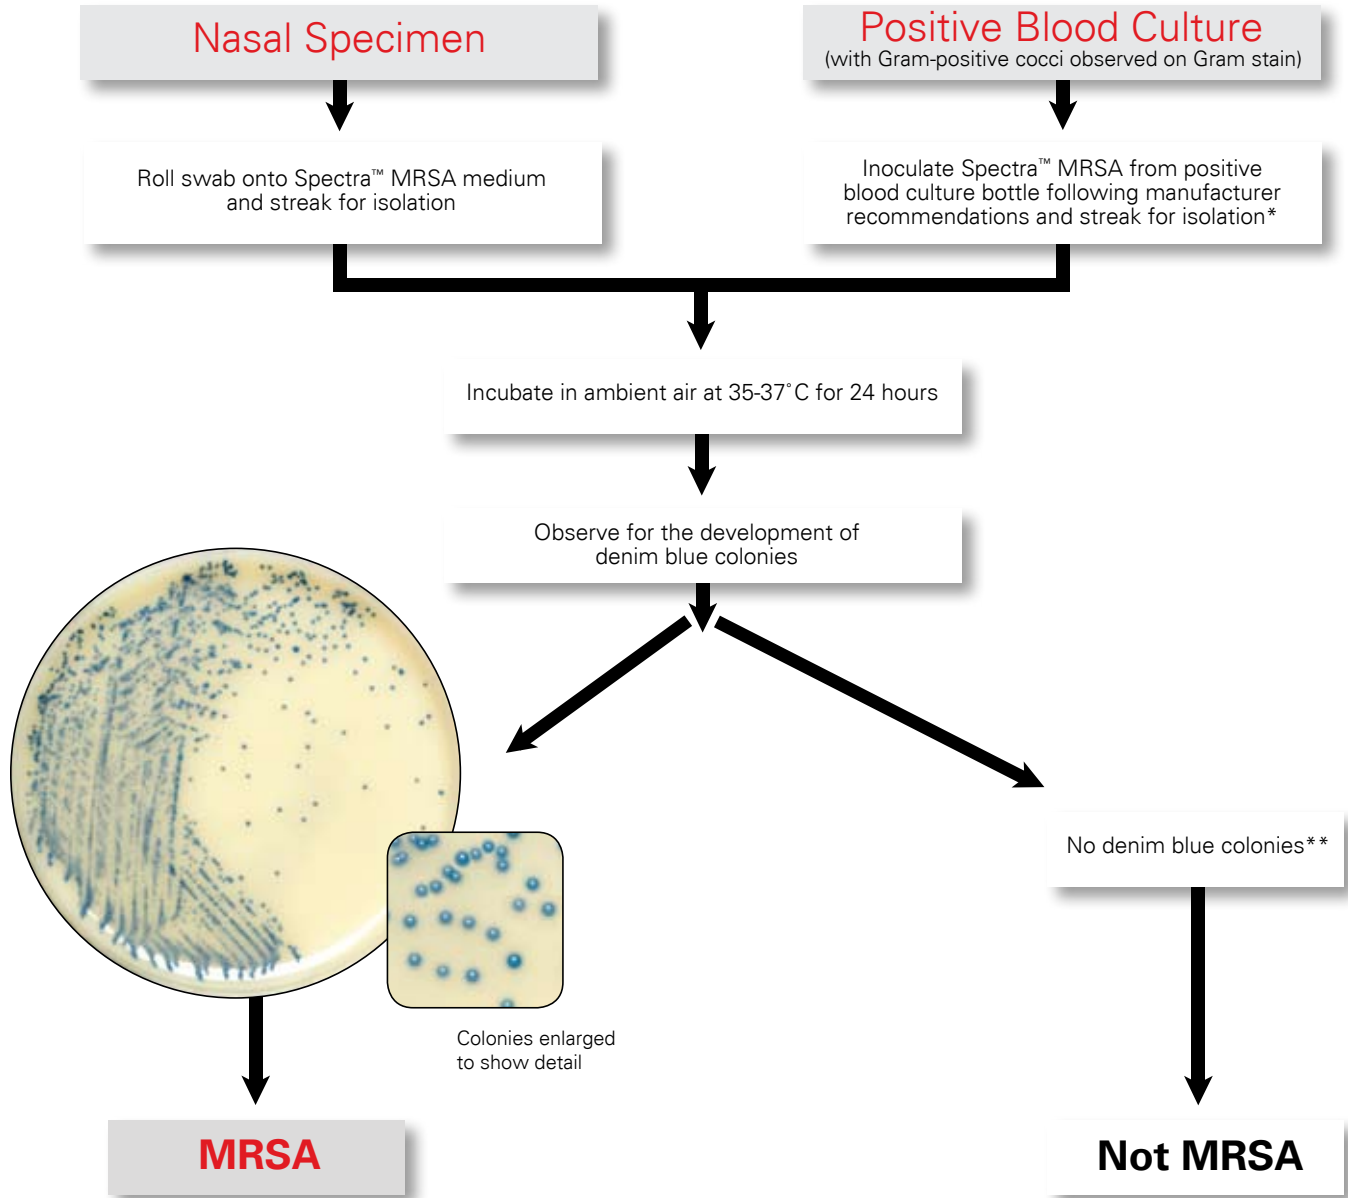 Nasal Specimen
Positive Blood Culture
(with Gram-positive cocci observed on Gram stain)
Roll swab onto Spectra™ MRSA medium
and streak for isolation
Inoculate Spectra™ MRSA from positive
blood culture bottle following manufacturer
recommendations and streak for isolation*
Incubate in ambient air at 35-37˚C for 24 hours
Observe for the development of
denim blue colonies
No denim blue colonies**
Colonies enlarged
to show detail
MRSA
Not MRSA